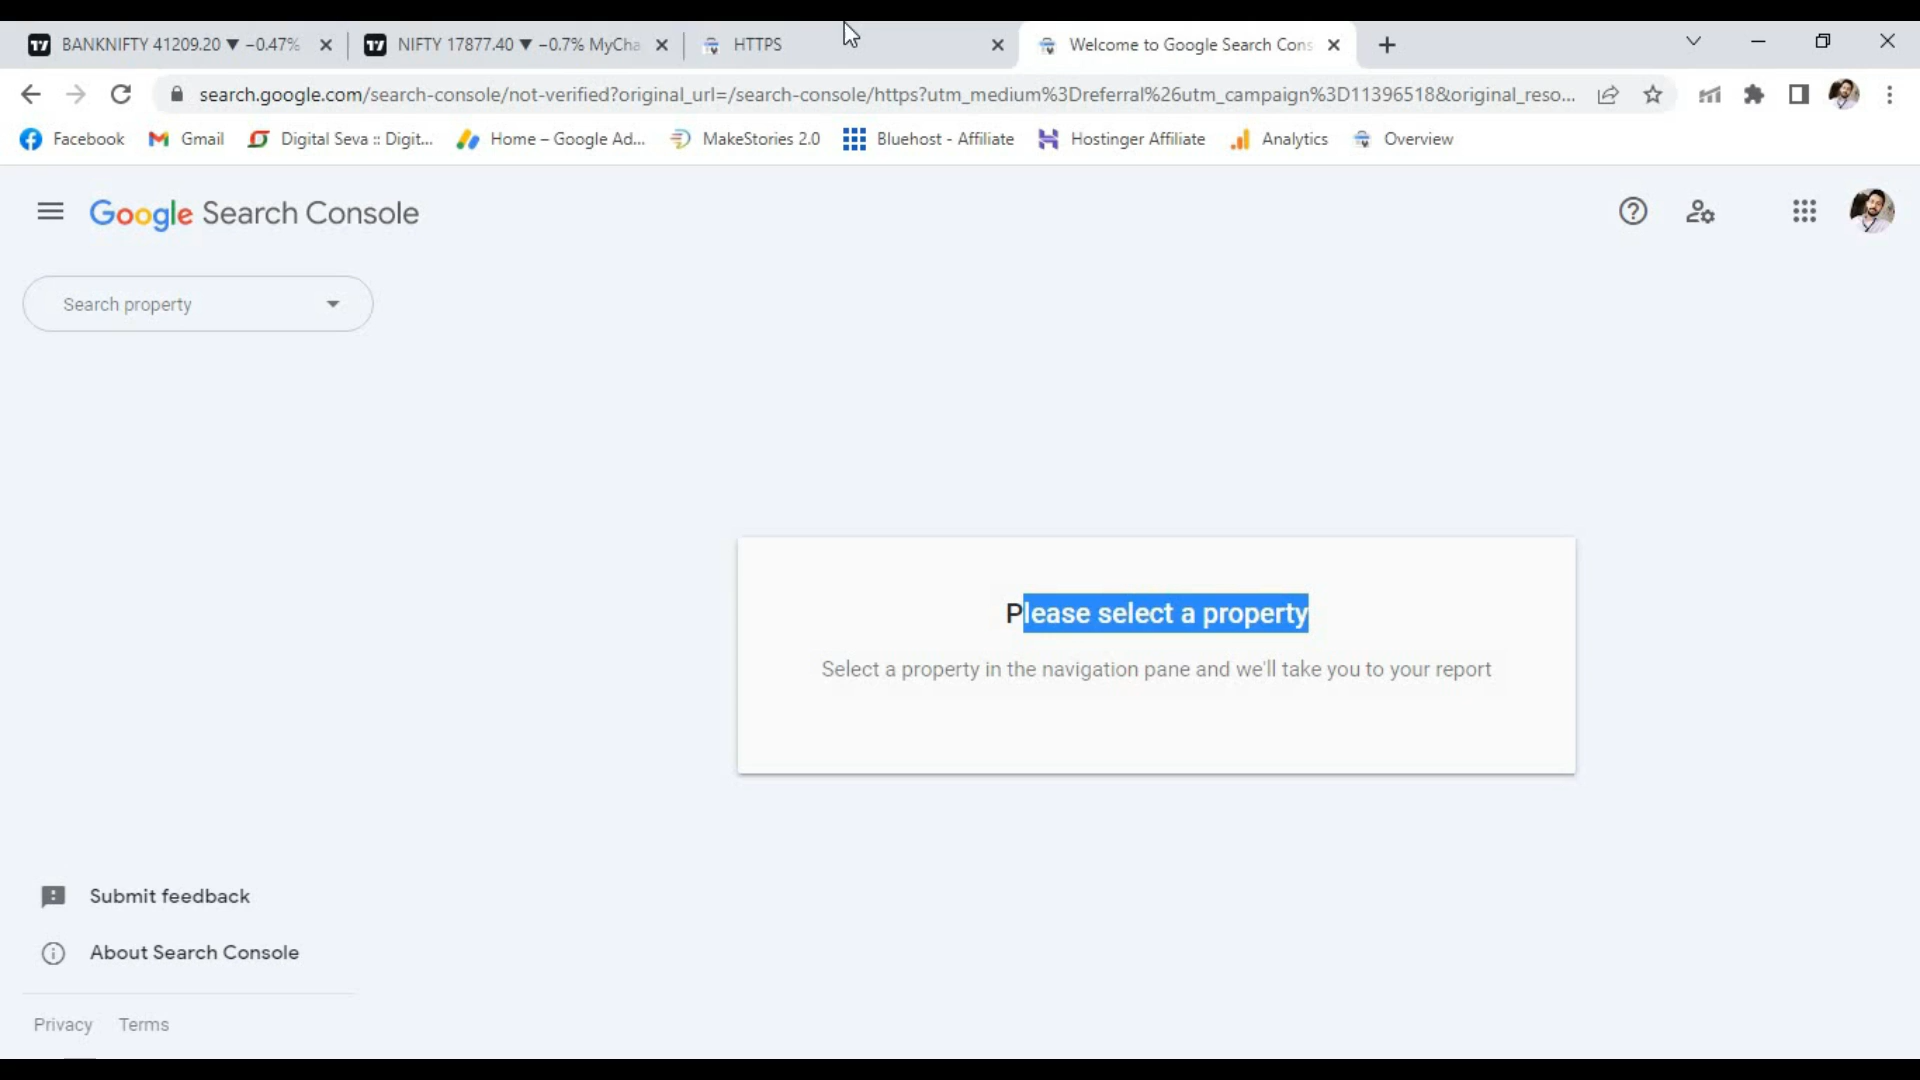 BANKNIFTY 41209.20 ▼ −0.47%
NIFTY 17877.40 ▼ −0.7% MyCha
HTTPS
Welcome to Google Search Cons
search.google.com/search-console/not-verified?original_url=/search-console/https?utm_medium%3Dreferral%26utm_campaign%3D11396518&original_reso...
Facebook
Gmail
Digital Seva :: Digit...
Home – Google Ad...
MakeStories 2.0
Bluehost - Affiliate
Hostinger Affiliate
Analytics
Overview
Google Search Console
Search property
Please select a property
Select a property in the navigation pane and we'll take you to your report
Submit feedback
About Search Console
Privacy Terms